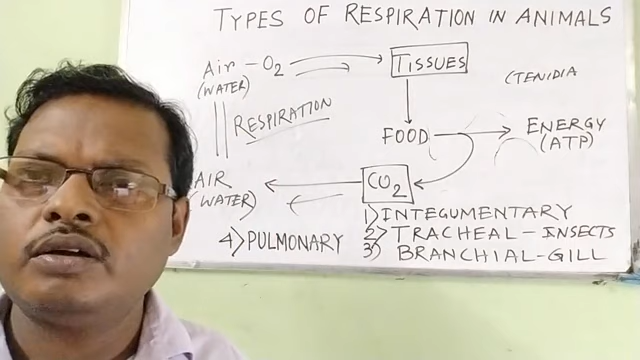 TYPES OF RESPIRATION IN ANIMALS
Air - O2
(WATER)
TISSUES
CTENIDIA
RESPIRATION
FOOD
ENERGY
(ATP)
AIR
(WATER)
CO2
1) INTEGUMENTARY
2) TRACHEAL - INSECTS
3) BRANCHIAL - GILL
4) PULMONARY